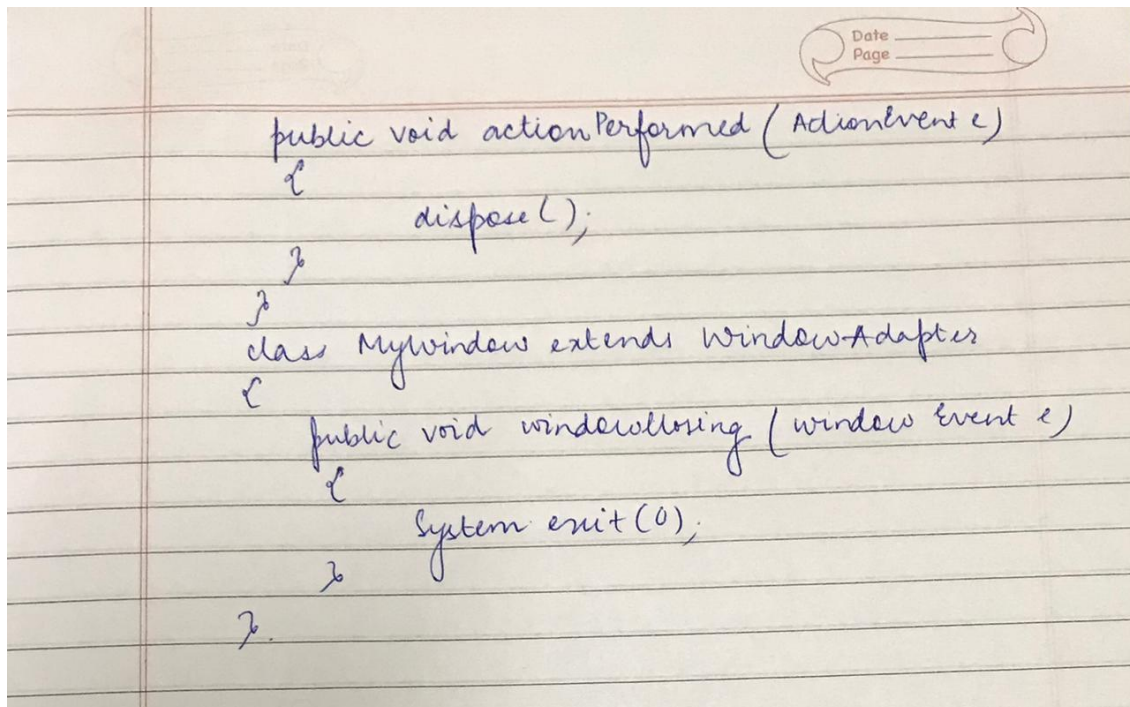 Date
Page
public void actionPerformed (ActionEvent e)
{
dispose();
}
}
class MyWindow extends WindowAdapter
{
public void windowClosing (window Event e)
{
System exit(0);
}
}.